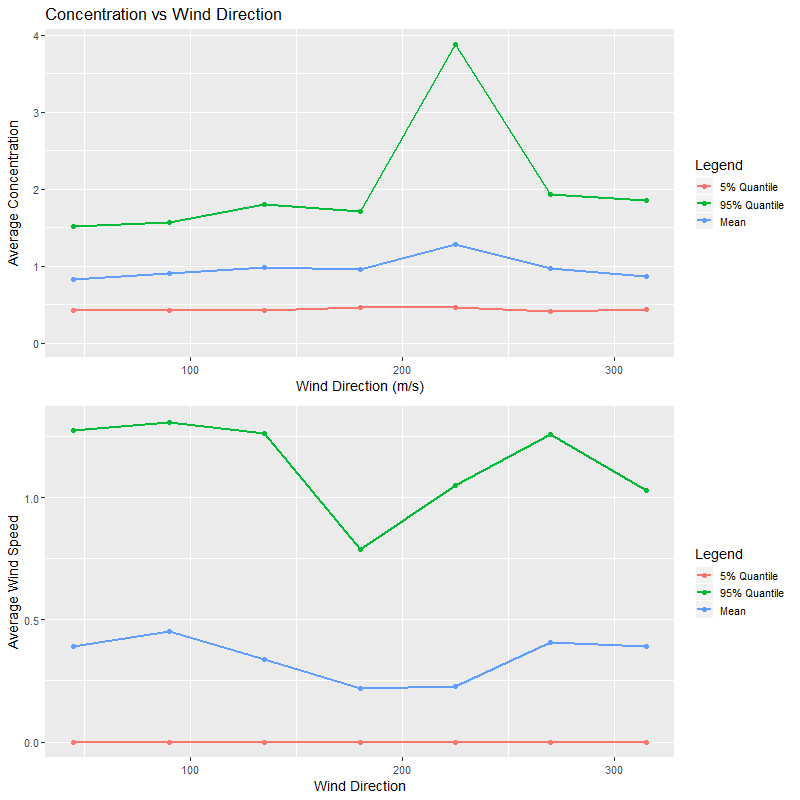 Concentration vs Wind Direction
Average Concentration
4
3
2
1
0
100 200 300
Wind Direction (m/s)
Legend
5% Quantile
95% Quantile
Mean
Average Wind Speed
1.0
0.5
0.0
100 200 300
Wind Direction
Legend
5% Quantile
95% Quantile
Mean